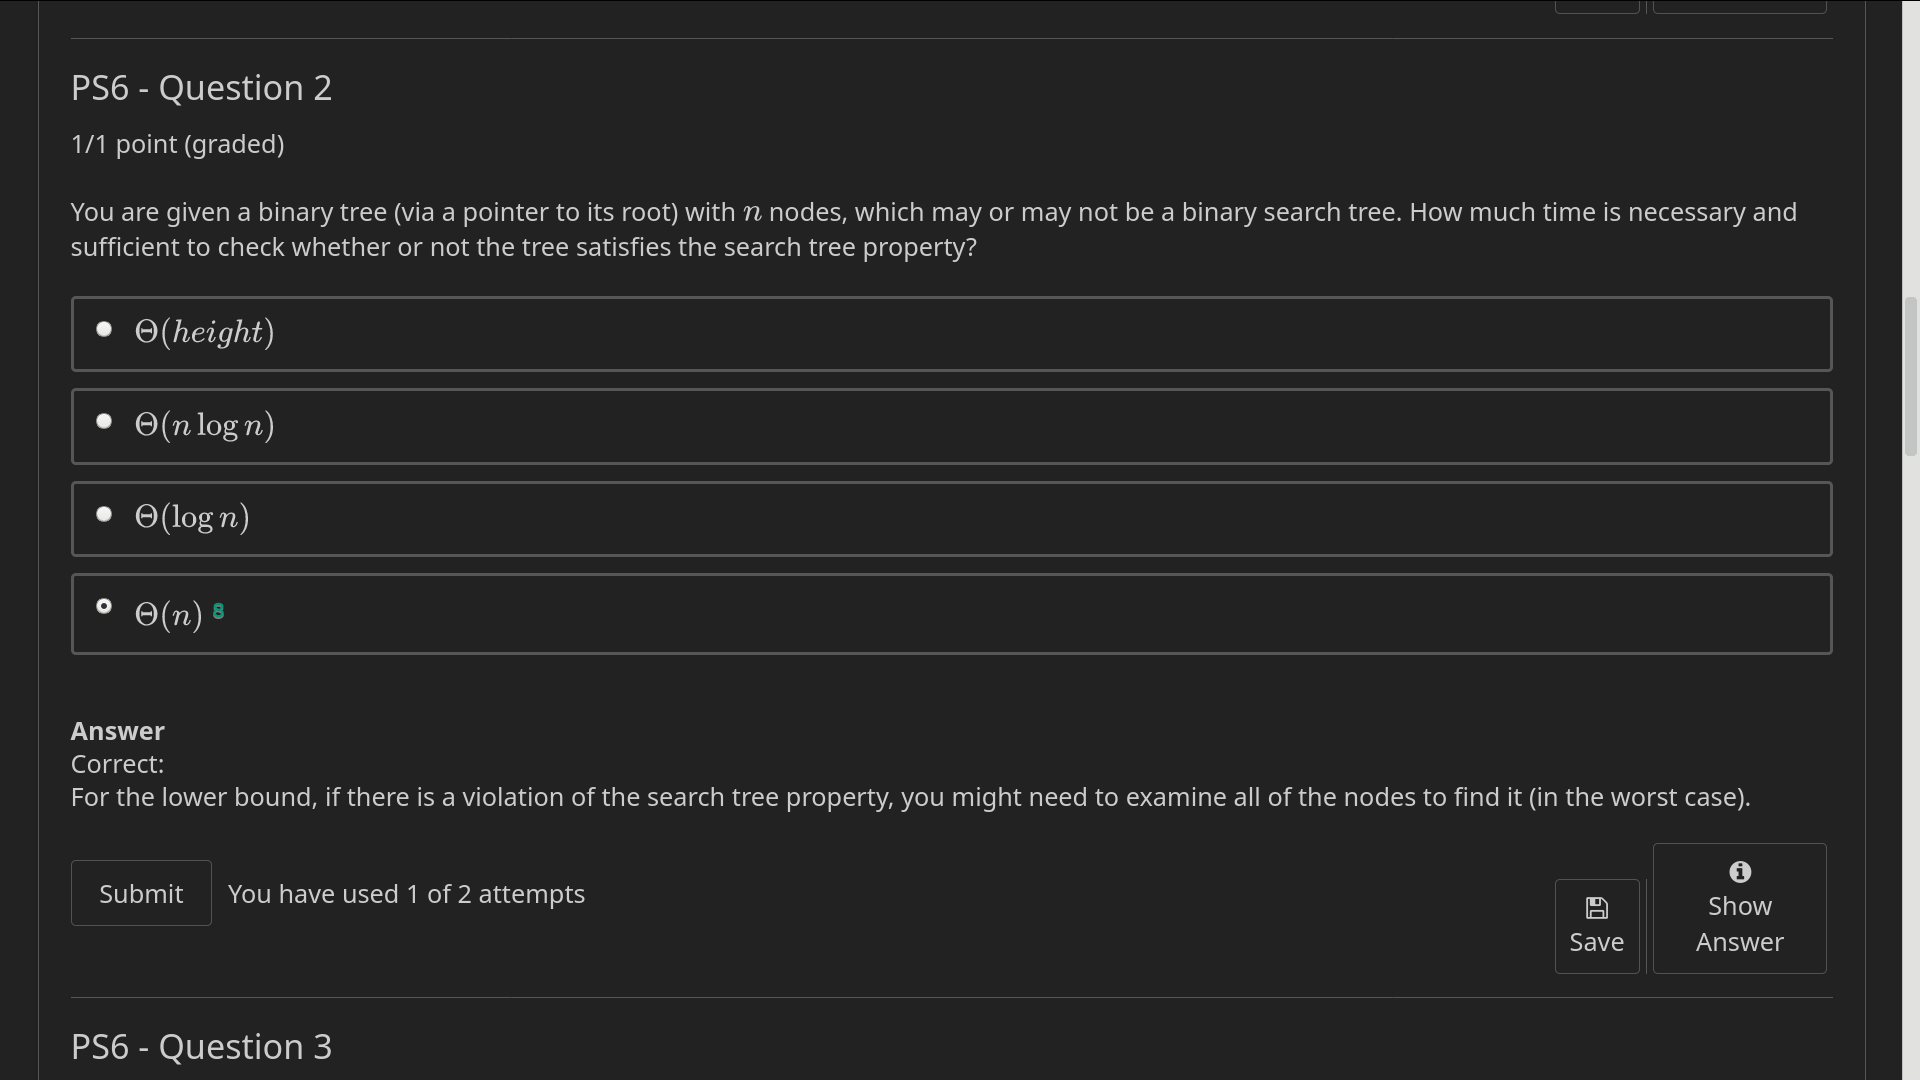 PS6 - Question 2
1/1 point (graded)
You are given a binary tree (via a pointer to its root) with n nodes, which may or may not be a binary search tree. How much time is necessary and
sufficient to check whether or not the tree satisfies the search tree property?
Θ(height)
Θ(n log n)
Θ(log n)
Θ(n)
Answer
Correct:
For the lower bound, if there is a violation of the search tree property, you might need to examine all of the nodes to find it (in the worst case).
Submit You have used 1 of 2 attempts
Save
Show
Answer
PS6 - Question 3